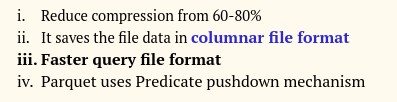 i. Reduce compression from 60-80%
ii. It saves the file data in columnar file format
iii. Faster query file format
iv. Parquet uses Predicate pushdown mechanism